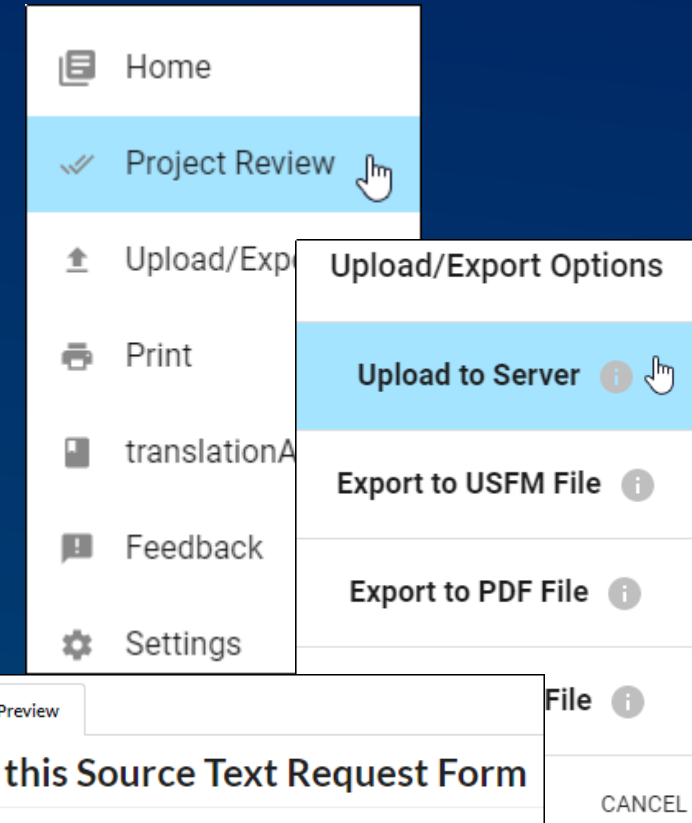 Home
Project Review
Upload/Expo
Print
translationA
Feedback
Settings
Upload/Export Options
Upload to Server
Export to USFM File
Export to PDF File
File
CANCEL
Preview
this Source Text Request Form